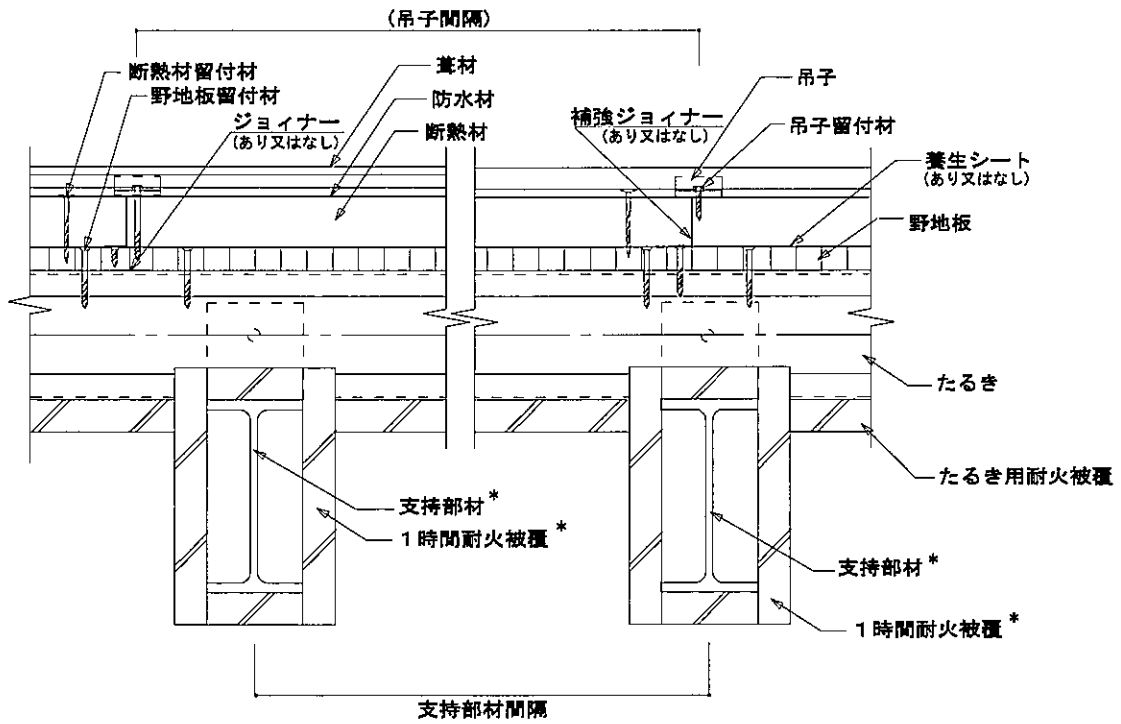 (吊子間隔)
断熱材留付材
野地板留付材
ジョイナー
(あり又はなし)
葺材
防水材
断熱材
補強ジョイナー
(あり又はなし)
吊子
吊子留付材
養生シート
(あり又はなし)
野地板
たるき
たるき用耐火被覆
支持部材*
1時間耐火被覆*
支持部材*
1時間耐火被覆*
支持部材間隔